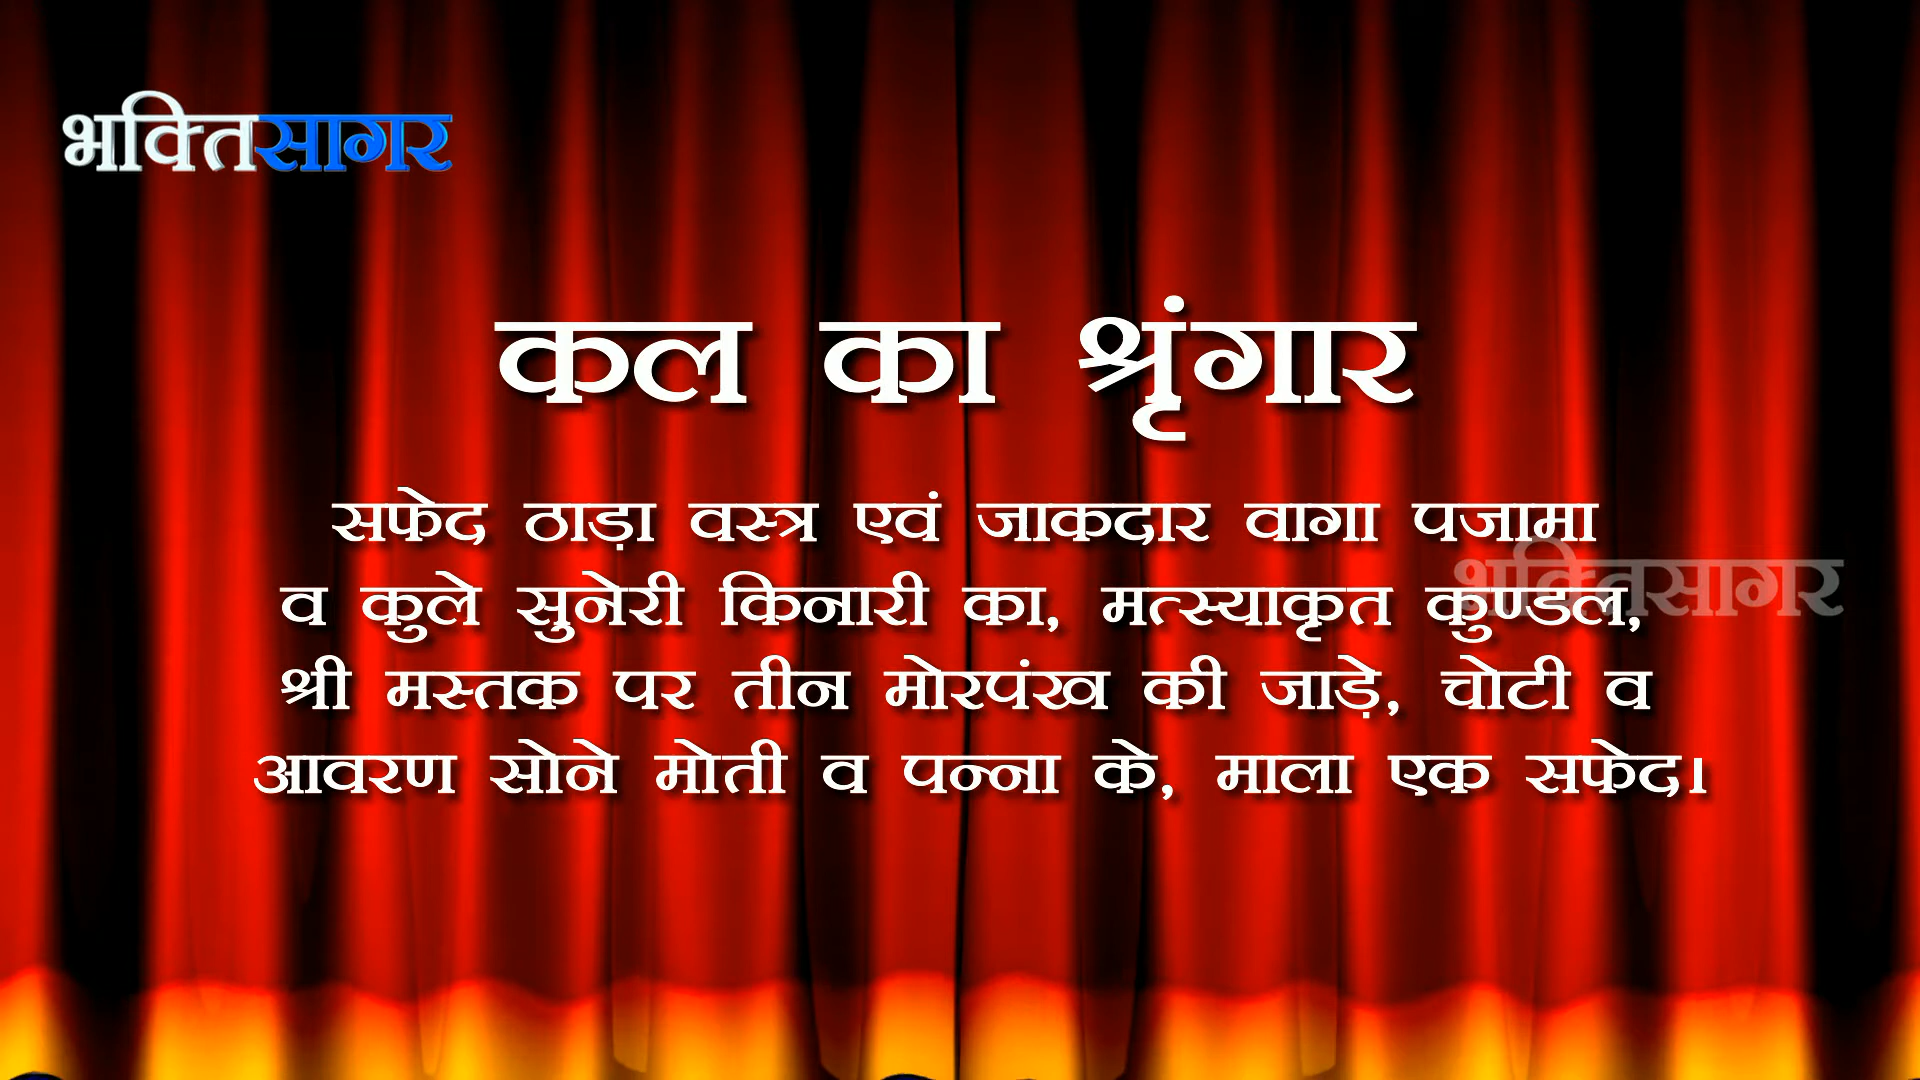 भक्तिसागर
कल का श्रृंगार
सफेद ठाड़ा वस्त्र एवं जाकदार वागा पजामा
व कुले सुनेरी किनारी का, मत्स्याकृत कुण्डल,
भक्तिसागर
श्री मस्तक पर तीन मोरपंख की जाड़े, चोटी व
आवरण सोने मोती व पन्ना के, माला एक सफेद।